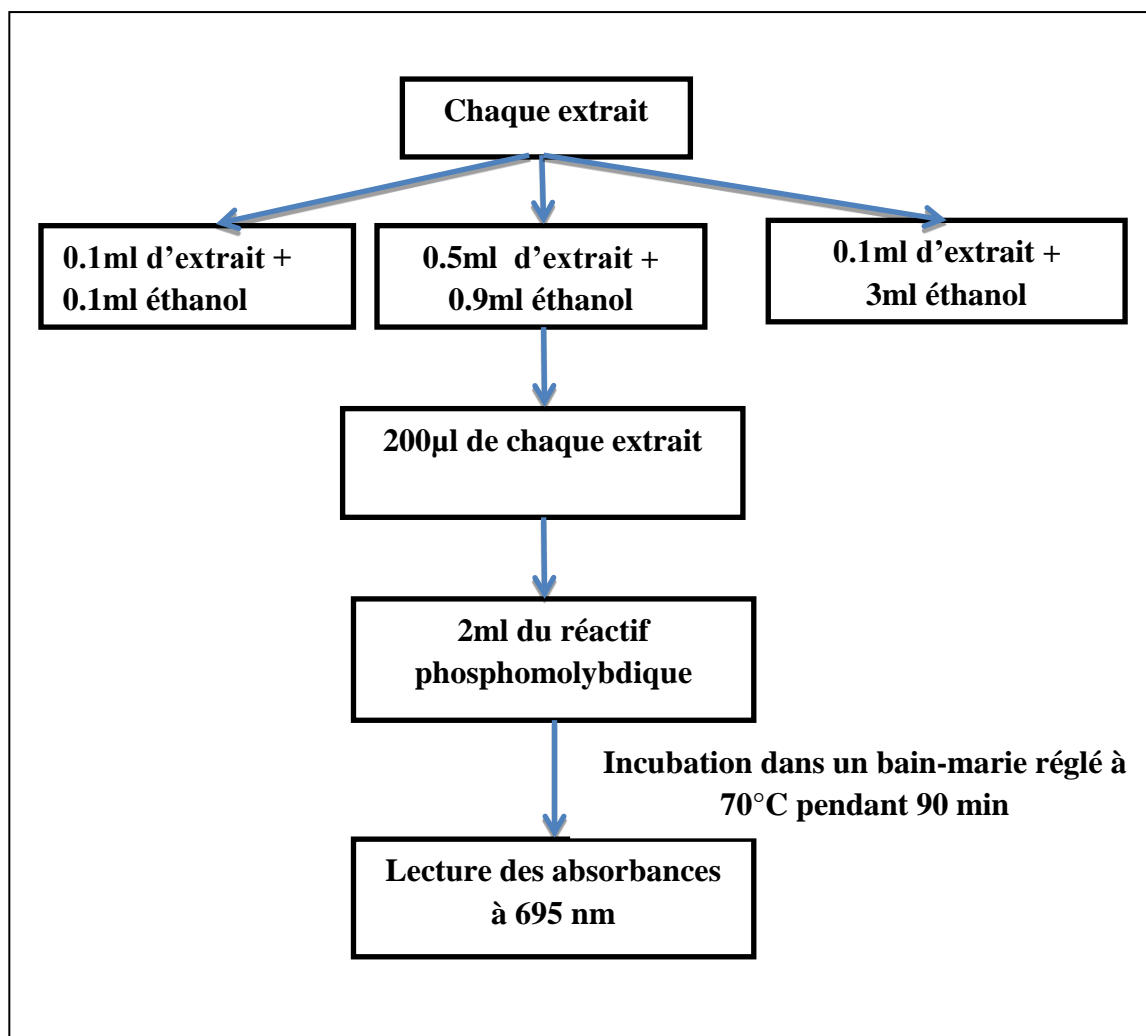 Chaque extrait
0.1ml d’extrait +
0.1ml éthanol
0.5ml d’extrait +
0.9ml éthanol
0.1ml d’extrait +
3ml éthanol
200µl de chaque extrait
2ml du réactif
phosphomolybdique
Incubation dans un bain-marie réglé à
70°C pendant 90 min
Lecture des absorbances
à 695 nm